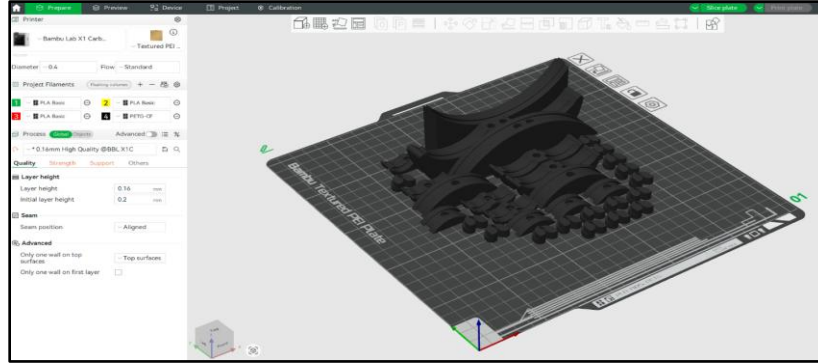 Prepare Preview Device Project Calibration Slice plate Print plate
Printer
Bambu Lab X1 Carb... Textured PEI ...
Diameter 0.4 Flow Standard
Project Filaments Flushing volumes
1 PLA Basic 2 PLA Basic
3 PLA Basic 4 PETG-CF
Process Global Objects Advanced
* 0.16mm High Quality @BBL X1C
Quality Strength Support Others
Layer height
Layer height 0.16 mm
Initial layer height 0.2 mm
Seam
Seam position Aligned
Advanced
Only one wall on top surfaces Top surfaces
Only one wall on first layer
Bambu Textured PEI Plate
01